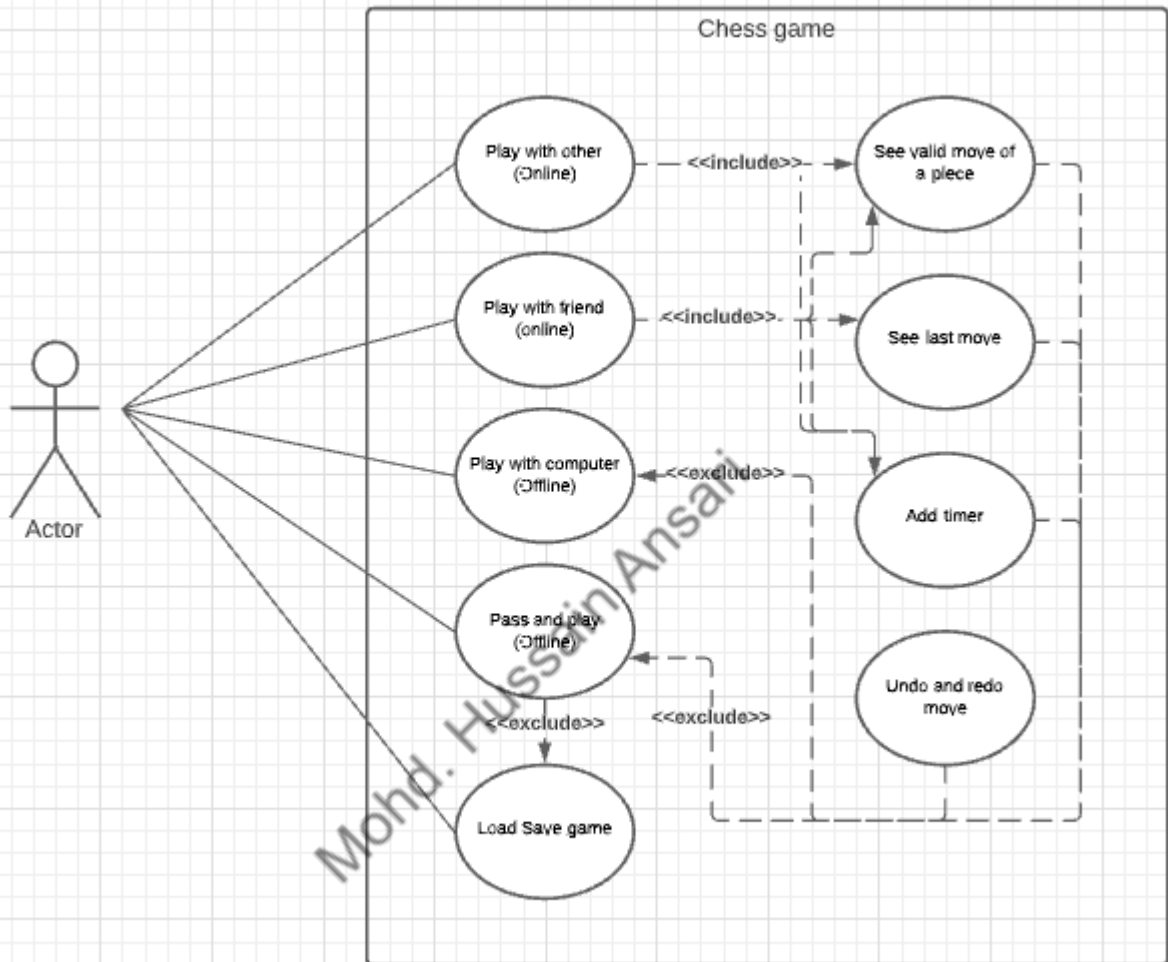 Chess game
Play with other
(Online)
<<include>>
See valid move of
a piece
Play with friend
(online)
<<include>>
See last move
Play with computer
(Offline)
<<exclude>>
Add timer
Actor
Pass and play
(Offline)
Undo and redo
move
<<exclude>>
<<exclude>>
Load Save game
Mohd. Hussain Ansari